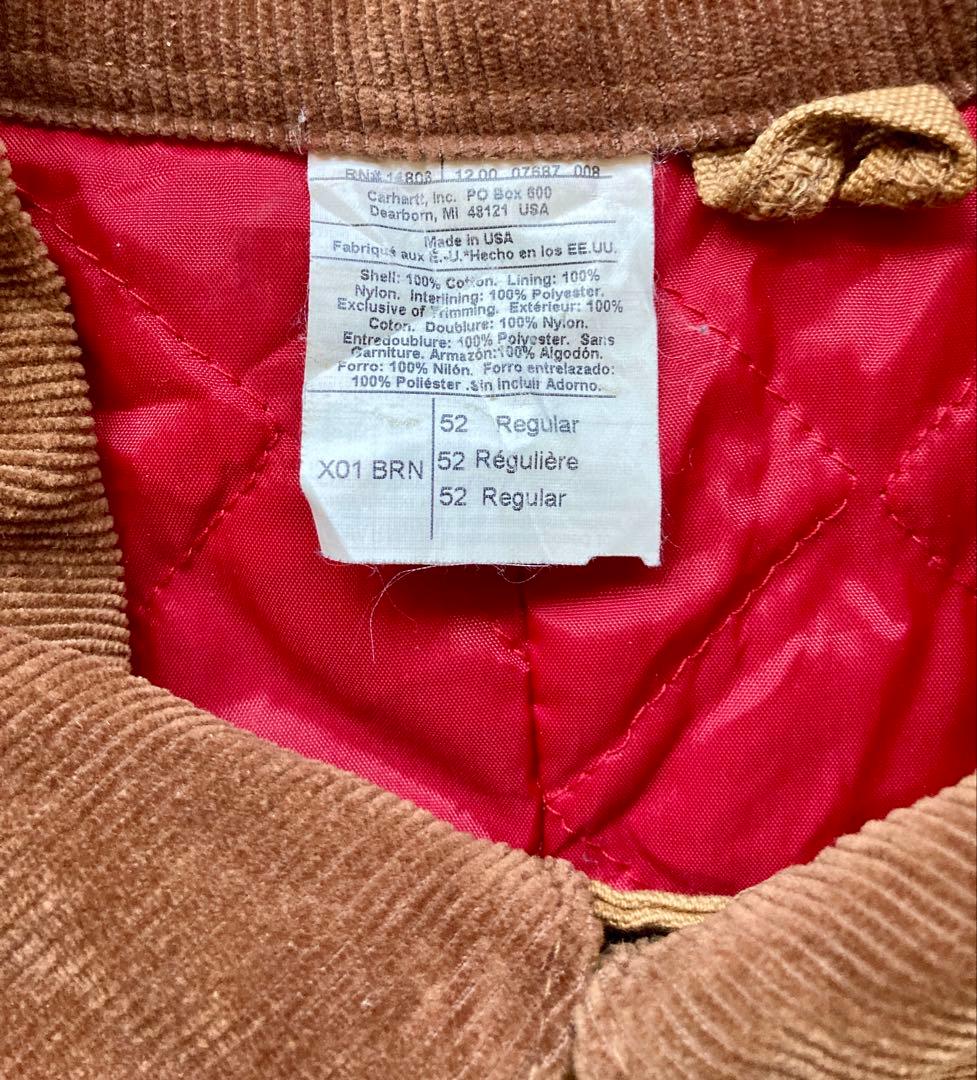 RN# 14803 12.00 07687 008
Carhartt, Inc. PO Box 600
Dearborn, MI 48121 USA
Made in USA
Fabriqué aux É.-U.*Hecho en los EE.UU.
Shell: 100% Cotton. Lining: 100%
Nylon. Interlining: 100% Polyester.
Exclusive of Trimming. Extérieur: 100%
Coton. Doublure: 100% Nylon.
Entredoublure: 100% Polyester. Sans
Garniture. Armazón:100% Algodón.
Forro: 100% Nilón. Forro entrelazado:
100% Poliéster .Sin Incluir Adorno.
52 Regular
X01 BRN 52 Régulière
52 Regular